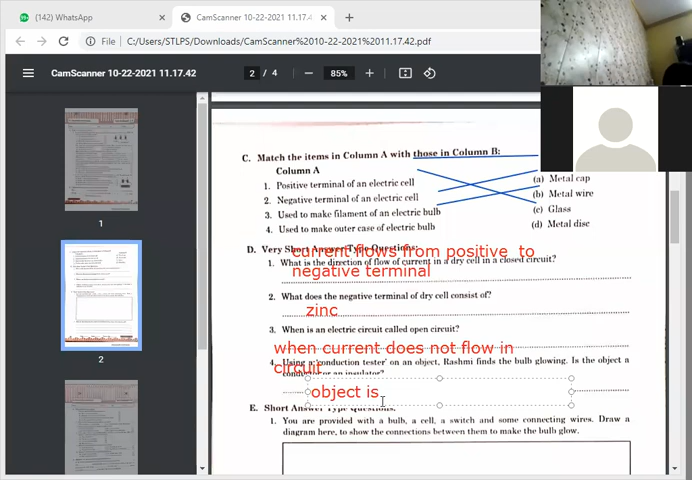 (142) WhatsApp
CamScanner 10-22-2021 11.17.4
File
C:/Users/STLPS/Downloads/CamScanner%2010-22-2021%2011.17.42.pdf
CamScanner 10-22-2021 11.17.42
2 / 4
85%
1
2
C. Match the items in Column A with those in Column B:
Column A
1. Positive terminal of an electric cell
(a) Metal cap
2. Negative terminal of an electric cell
(b) Metal wire
3. Used to make filament of an electric bulb
(c) Glass
4. Used to make outer case of electric bulb
(d) Metal disc
D. Very Short Answer Type Questions:
current flows from positive to
1. What is the direction of flow of current in a dry cell in a closed circuit?
negative terminal
2. What does the negative terminal of dry cell consist of?
zinc
3. When is an electric circuit called open circuit?
when current does not flow in
4. Using a 'conduction tester' on an object, Rashmi finds the bulb glowing. Is the object a
circuit
conductor or an insulator?
object is
E. Short Answer Type Questions:
1. You are provided with a bulb, a cell, a switch and some connecting wires. Draw a
diagram here, to show the connections between them to make the bulb glow.